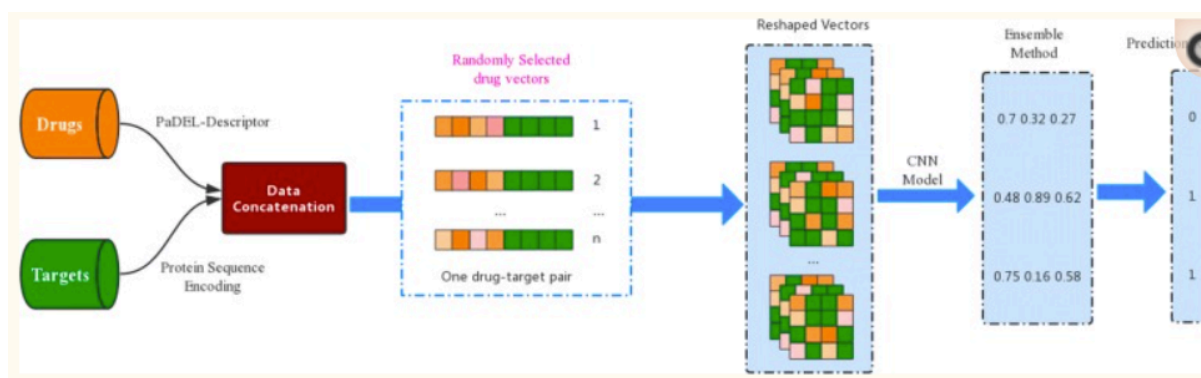 Drugs
Targets
PaDEL-Descriptor
Protein Sequence
Encoding
Data
Concatenation
Randomly Selected
drug vectors
1
2
... ...
n
One drug-target pair
Reshaped Vectors
...
CNN
Model
Ensemble
Method
0.7 0.32 0.27
0.48 0.89 0.62
0.75 0.16 0.58
0
1
1